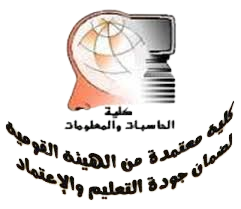 كلية
الحاسبات والمعلومات
كلية معتمدة من الهيئة القومية
لضمان جودة التعليم والإعتماد